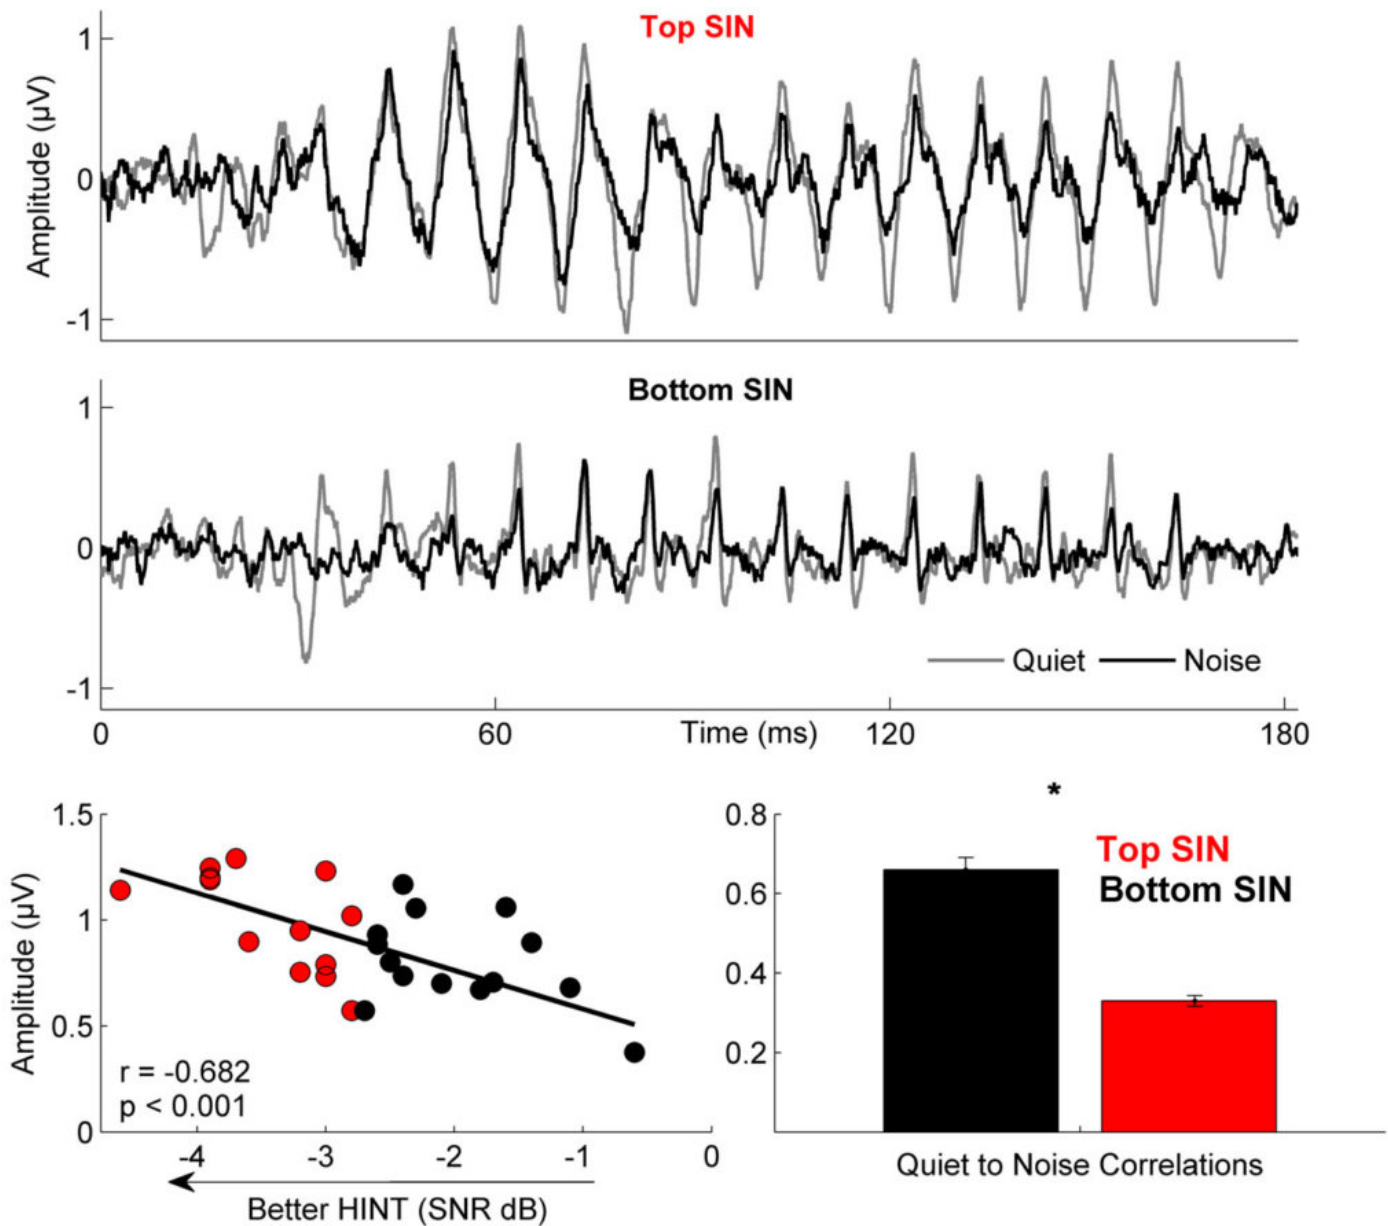 Top SIN
Amplitude (µV)
1
0
-1
Bottom SIN
1
0
-1
Quiet
Noise
0
60
Time (ms)
120
180
Amplitude (µV)
1.5
1
0.5
0
r = -0.682
p < 0.001
-4
-3
-2
-1
0
Better HINT (SNR dB)
*
0.8
0.6
0.4
0.2
Top SIN
Bottom SIN
Quiet to Noise Correlations